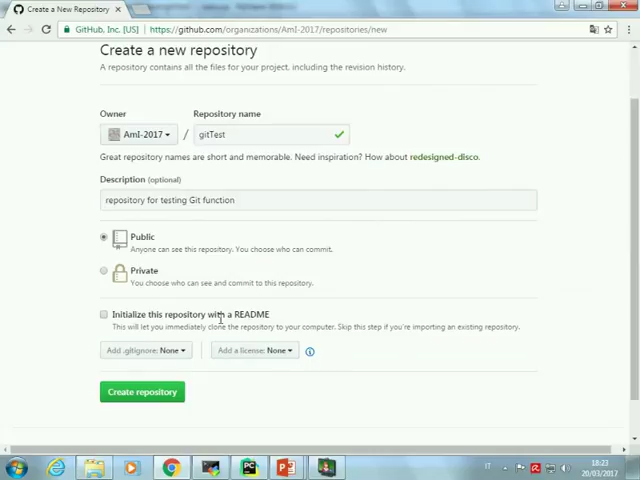 Create a New Repository
GitHub, Inc. [US] https://github.com/organizations/AmI-2017/repositories/new
Create a new repository
A repository contains all the files for your project, including the revision history.
Owner Repository name
AmI-2017 / gitTest
Great repository names are short and memorable. Need inspiration? How about redesigned-disco.
Description (optional)
repository for testing Git function
Public
Anyone can see this repository. You choose who can commit.
Private
You choose who can see and commit to this repository.
Initialize this repository with a README
This will let you immediately clone the repository to your computer. Skip this step if you're importing an existing repository.
Add .gitignore: None Add a license: None
Create repository
IT 18:23
20/03/2017